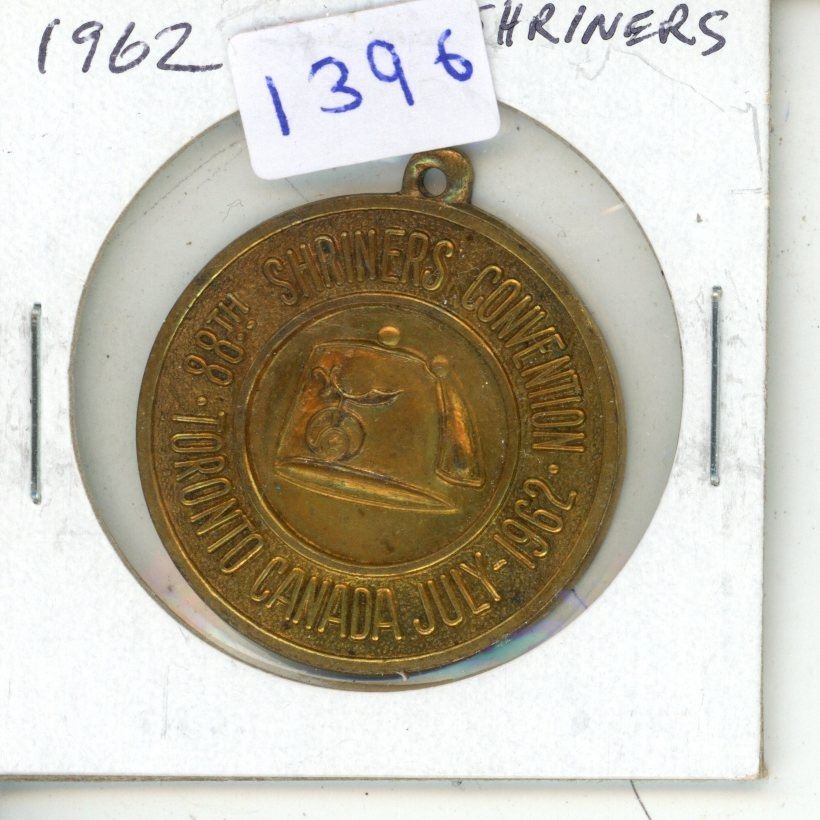 1962
SHRINERS
1396
88TH SHRINERS CONVENTION
TORONTO CANADA JULY-1962